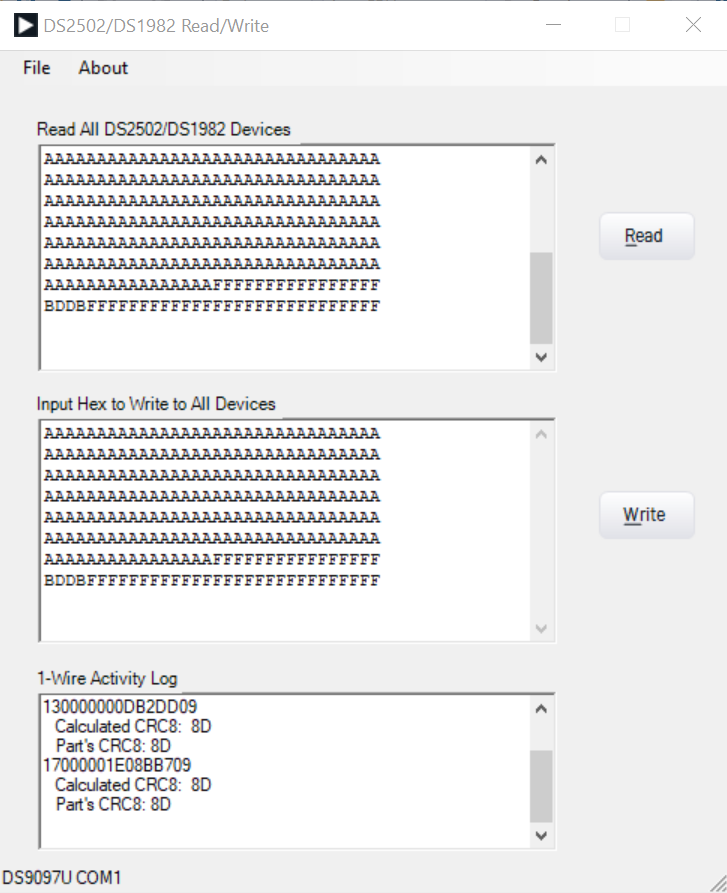 DS2502/DS1982 Read/Write
File About
Read All DS2502/DS1982 Devices
AAAAAAAAAAAAAAAAAAAAAAAAAAAAAAAA
AAAAAAAAAAAAAAAAAAAAAAAAAAAAAAAA
AAAAAAAAAAAAAAAAAAAAAAAAAAAAAAAA
AAAAAAAAAAAAAAAAAAAAAAAAAAAAAAAA
AAAAAAAAAAAAAAAAAAAAAAAAAAAAAAAA
AAAAAAAAAAAAAAAAAAAAAAAAAAAAAAAA
AAAAAAAAAAAAAAAAFFFFFFFFFFFFFFFF
BDDBFFFFFFFFFFFFFFFFFFFFFFFFFFFF
Read
Input Hex to Write to All Devices
AAAAAAAAAAAAAAAAAAAAAAAAAAAAAAAA
AAAAAAAAAAAAAAAAAAAAAAAAAAAAAAAA
AAAAAAAAAAAAAAAAAAAAAAAAAAAAAAAA
AAAAAAAAAAAAAAAAAAAAAAAAAAAAAAAA
AAAAAAAAAAAAAAAAAAAAAAAAAAAAAAAA
AAAAAAAAAAAAAAAAAAAAAAAAAAAAAAAA
AAAAAAAAAAAAAAAAFFFFFFFFFFFFFFFF
BDDBFFFFFFFFFFFFFFFFFFFFFFFFFFFF
Write
1-Wire Activity Log
130000000DB2DD09
Calculated CRC8: 8D
Part's CRC8: 8D
17000001E08BB709
Calculated CRC8: 8D
Part's CRC8: 8D
DS9097U COM1